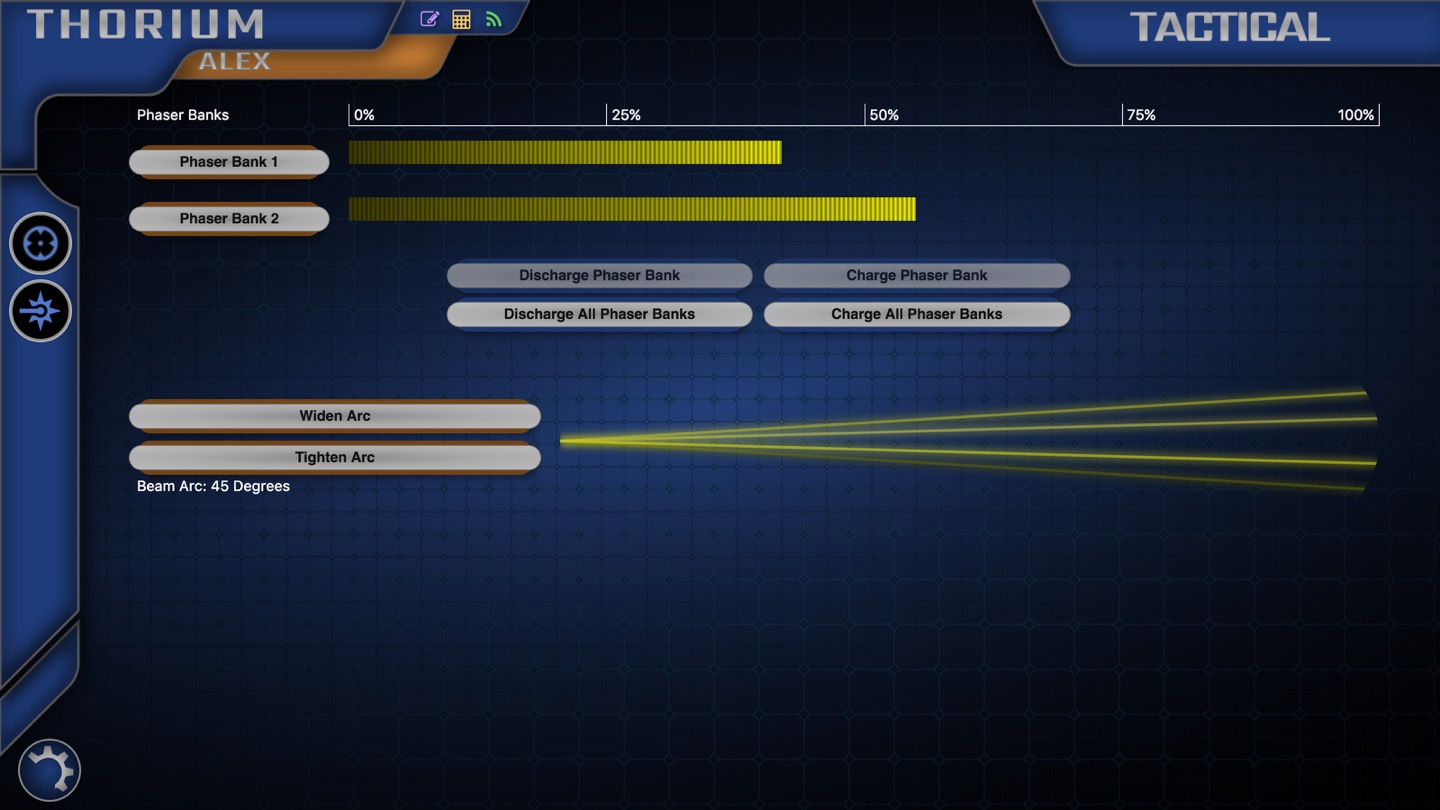 THORIUM
ALEX
TACTICAL
Phaser Banks
0% 25% 50% 75% 100%
Phaser Bank 1
Phaser Bank 2
Discharge Phaser Bank Charge Phaser Bank
Discharge All Phaser Banks Charge All Phaser Banks
Widen Arc
Tighten Arc
Beam Arc: 45 Degrees